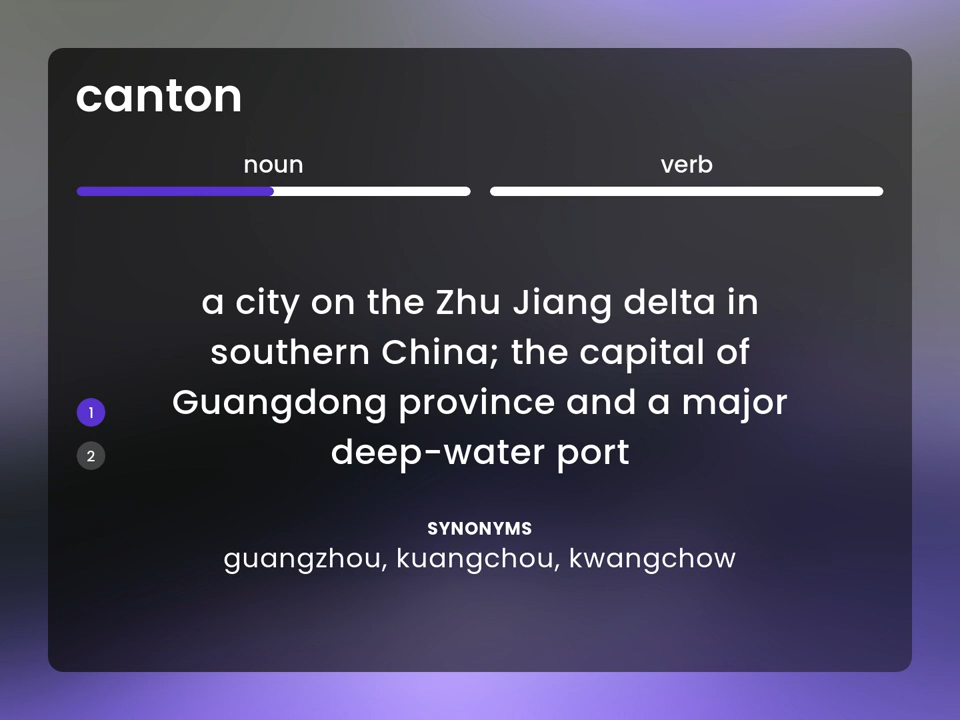 canton
noun
verb
a city on the Zhu Jiang delta in
southern China; the capital of
Guangdong province and a major
deep-water port
1
2
SYNONYMS
guangzhou, kuangchou, kwangchow